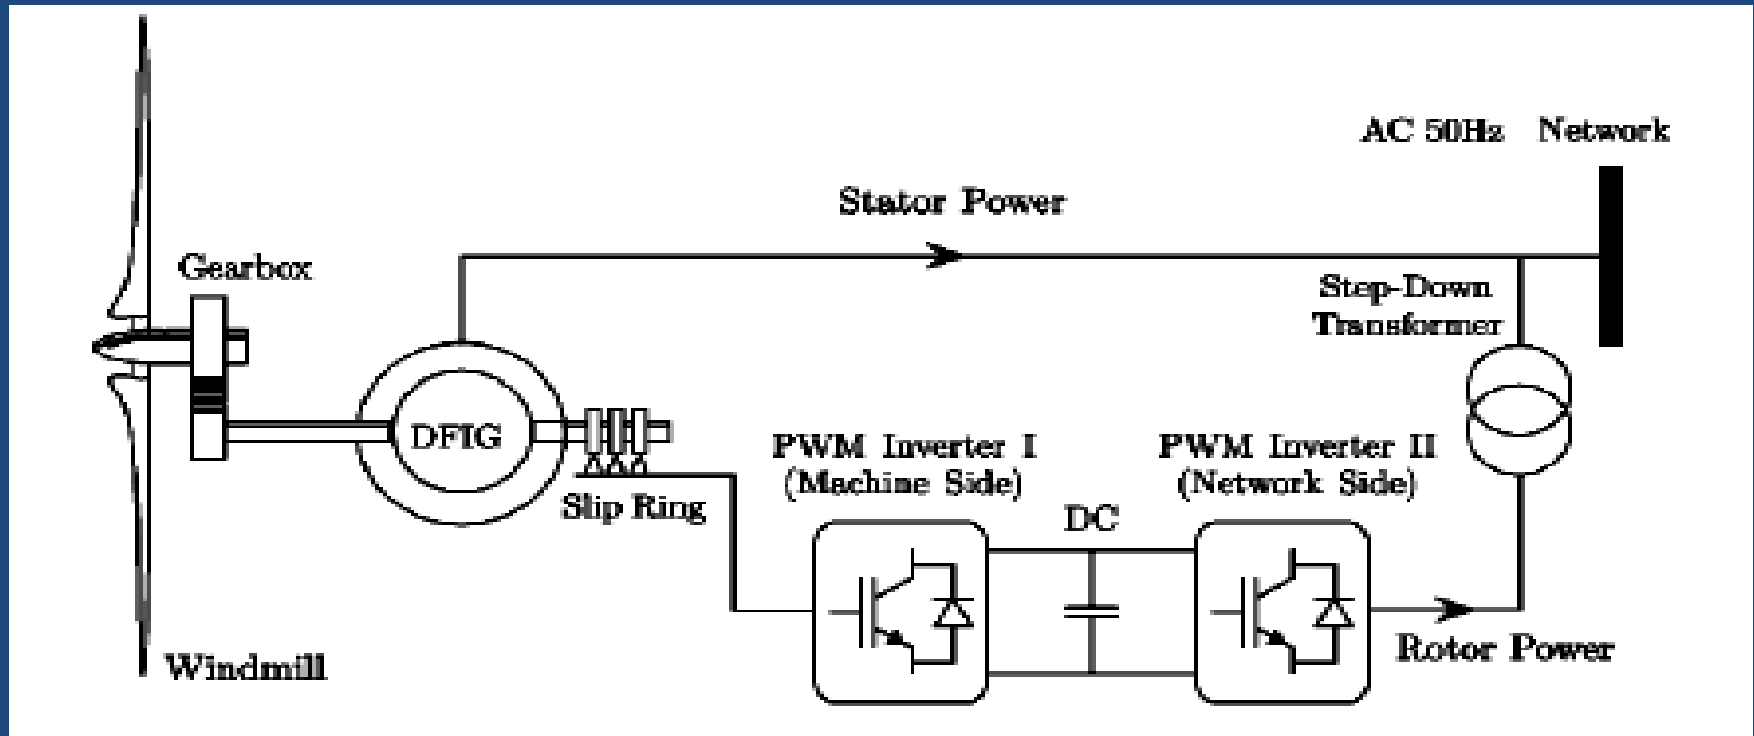 AC 50Hz Network
Stator Power
Gearbox
Step-Down
Transformer
DFIG
PWM Inverter I
(Machine Side)
PWM Inverter II
(Network Side)
Slip Ring
DC
Rotor Power
Windmill